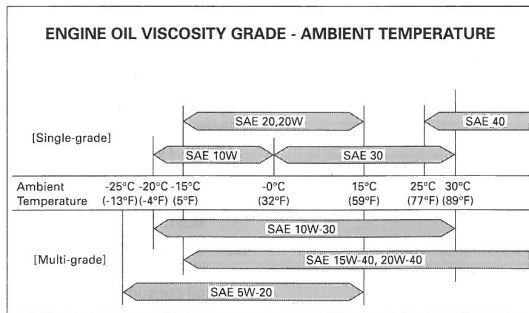 ENGINE OIL VISCOSITY GRADE - AMBIENT TEMPERATURE
SAE 20,20W
SAE 40
[Single-grade]
SAE 10W
SAE 30
Ambient -25°C -20°C -15°C -0°C 15°C 25°C 30°C
Temperature (-13°F) (-4°F) (5°F) (32°F) (59°F) (77°F) (89°F)
SAE 10W-30
[Multi-grade]
SAE 15W-40, 20W-40
SAE 5W-20